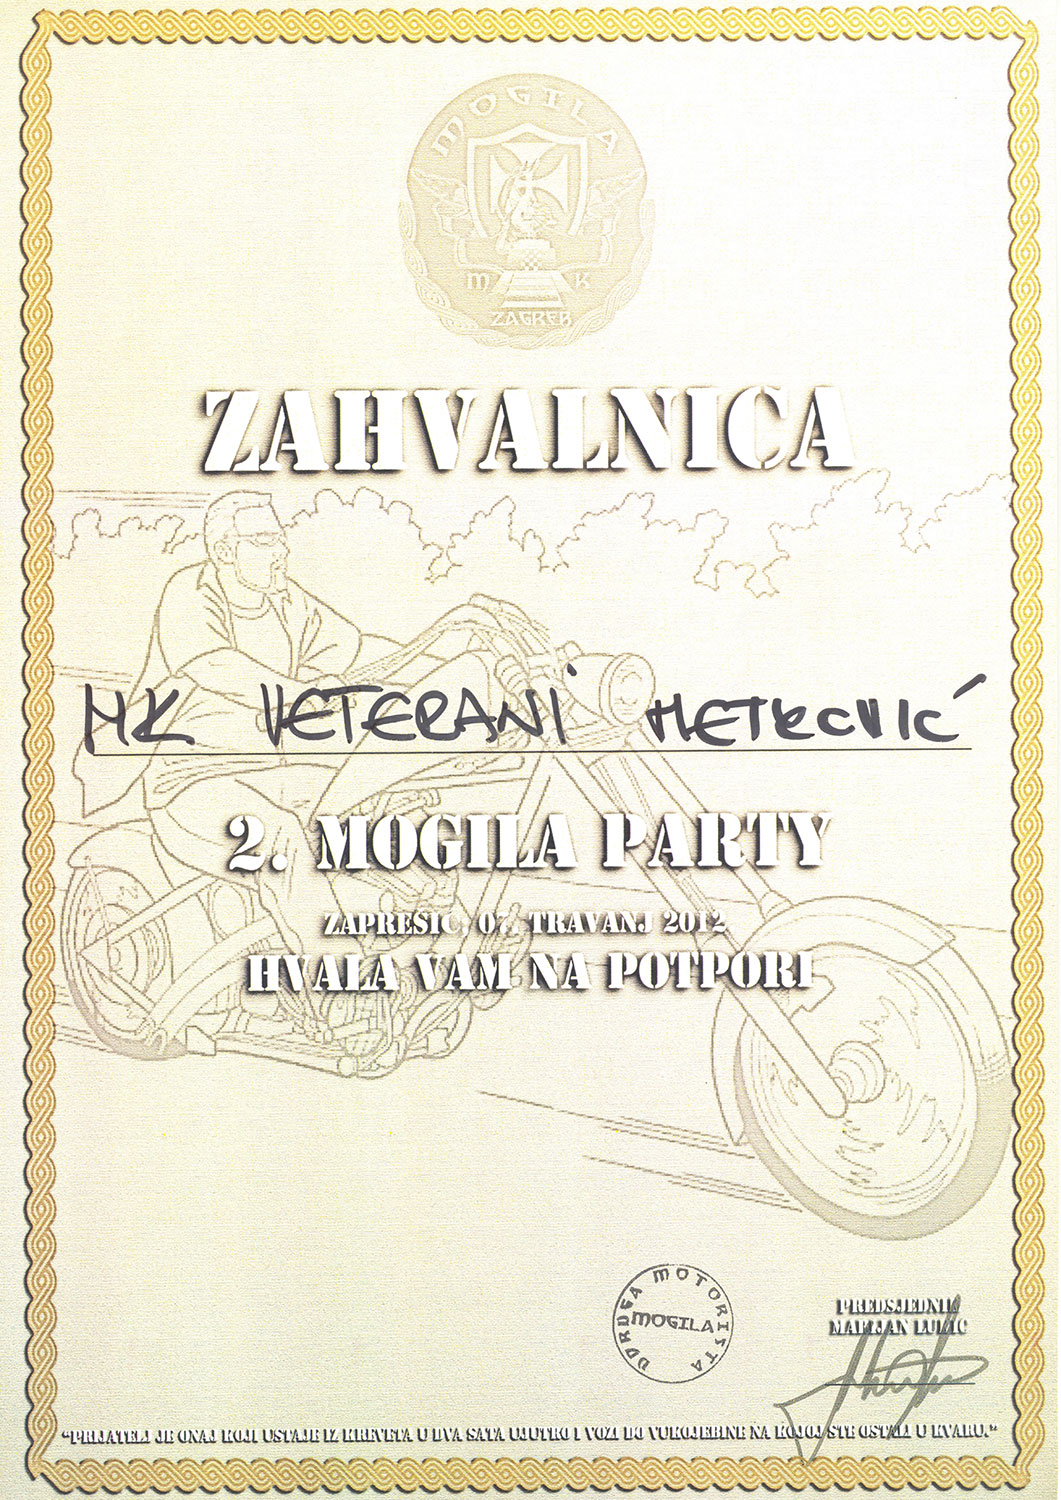 MOGILA
M K
ZAGREB
ZAHVALNICA
MK VETERANI METKOVIĆ
2. MOGILA PARTY
ZAPREŠIĆ, 07. TRAVANJ 2012
HVALA VAM NA POTPORI
UDRUGA MOTORISTA
MOGILA
PREDSJEDNIK
MARIJAN
"PRIJATELJ JE ONAJ KOJI USTAJE IZ KREVETA U DVA SATA UJUTRO I VOZI DO VUKOJEBINE NA KOJOJ STE OSTALI U KVARU."